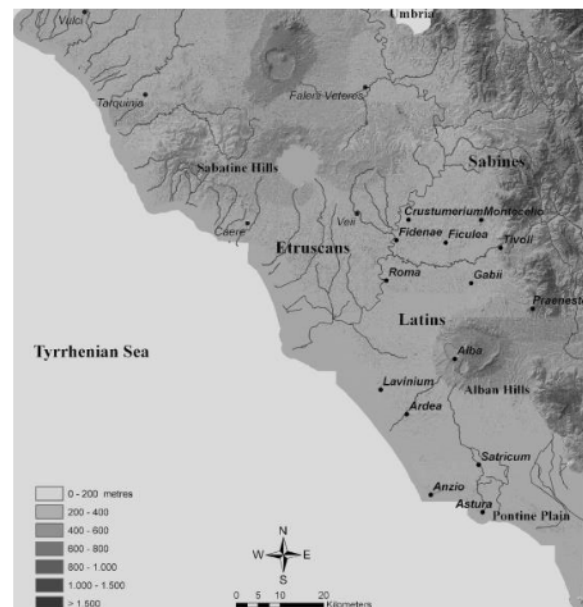 Umbria
Vulci
Tarquinia
Falerii Veteres
Sabatine Hills
Sabines
Crustumerium Montecelio
Veii
Caere
Fidenae
Ficulea
Tivoli
Etruscans
Roma
Gabii
Praeneste
Latins
Tyrrhenian Sea
Alba
Lavinium
Alban Hills
Ardea
Satricum
Anzio
Astura
Pontine Plain
0 - 200 metres
200 - 400
400 - 600
600 - 800
800 - 1.000
1.000 - 1.500
> 1.500
N
W E
S
0 5 10 20
Kilometers